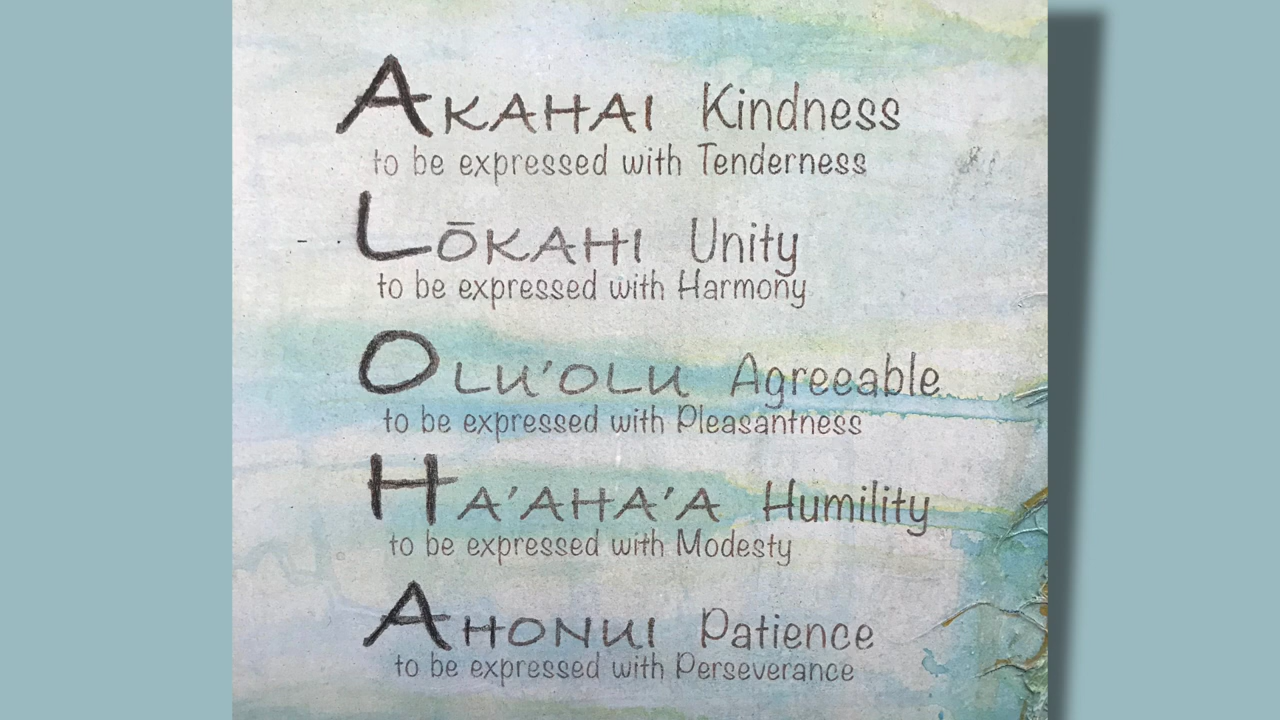 AKAHAI Kindness
to be expressed with Tenderness
LŌKAHI Unity
to be expressed with Harmony
OLU'OLU Agreeable
to be expressed with Pleasantness
HA'AHA'A Humility
to be expressed with Modesty
AHONUI Patience
to be expressed with Perseverance